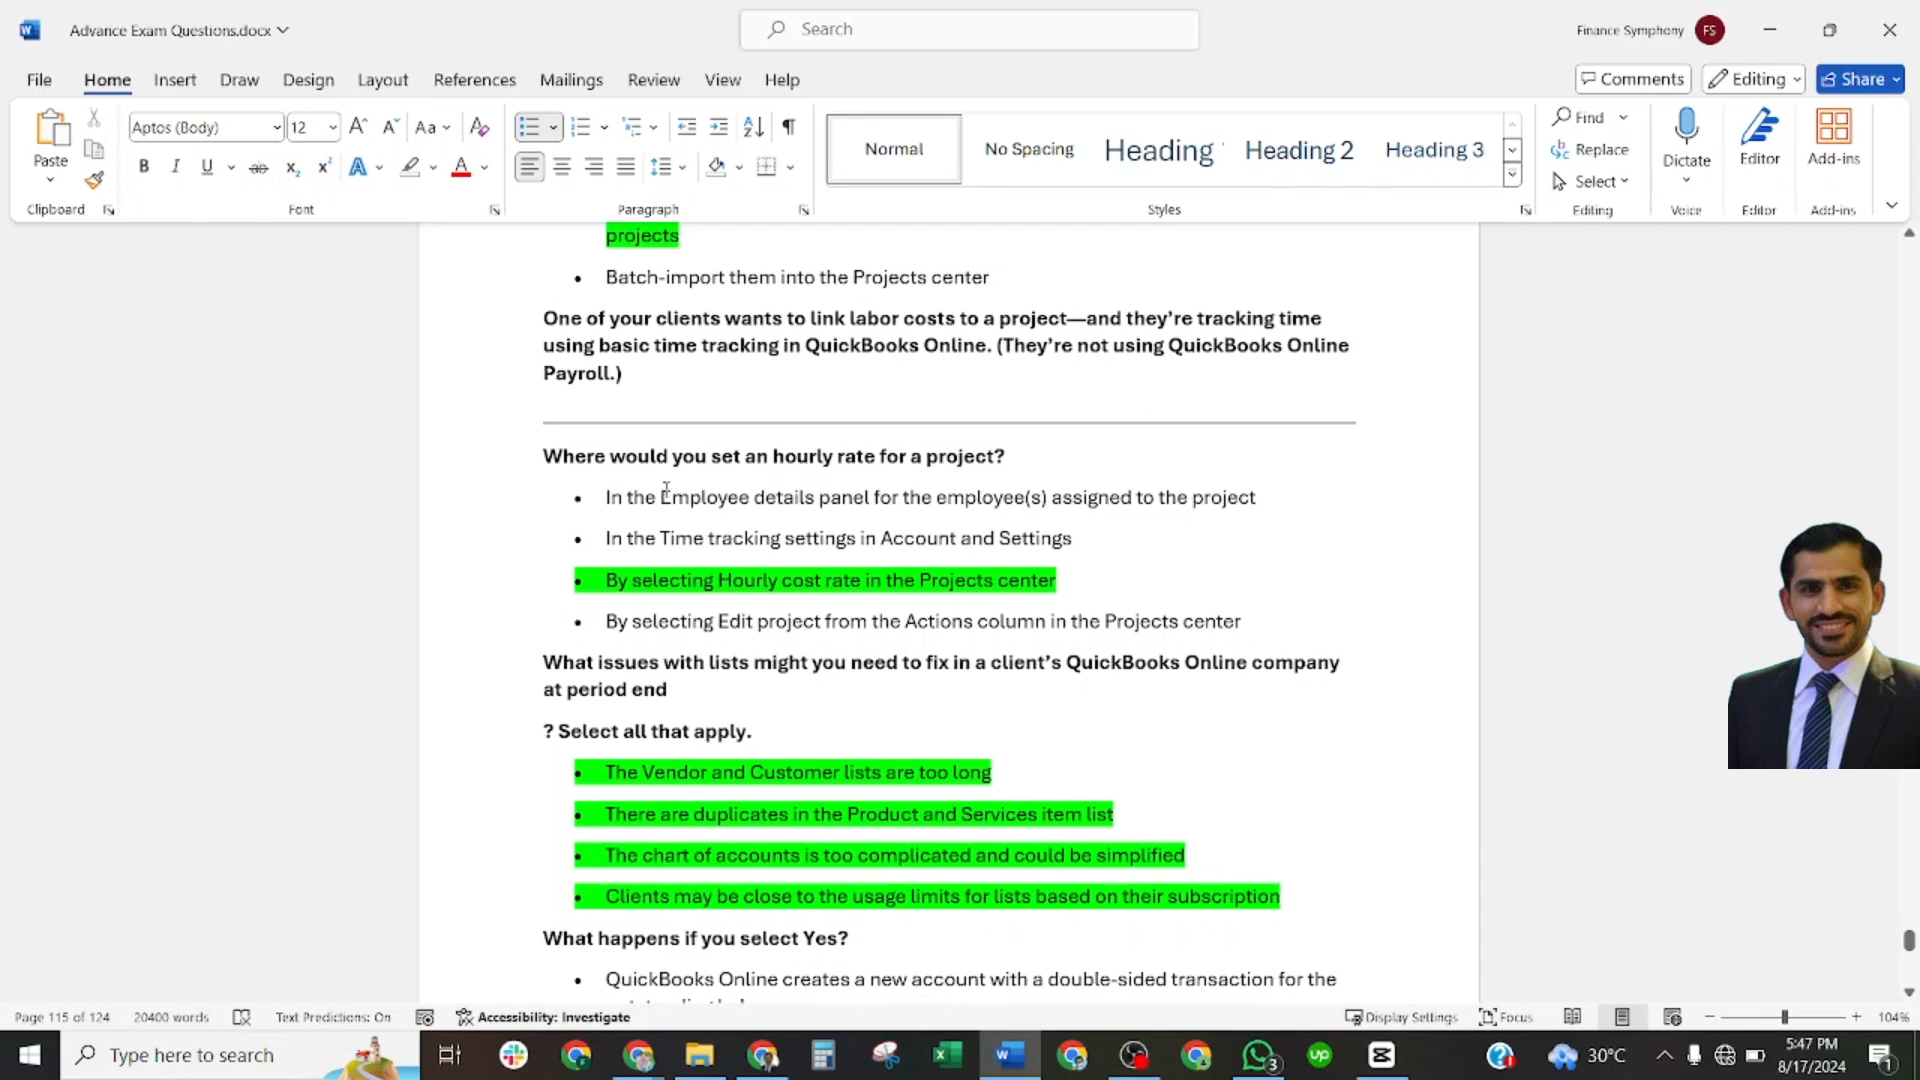 Advance Exam Questions.docx
Search
Finance Symphony
FS
File
Home
Insert
Draw
Design
Layout
References
Mailings
Review
View
Help
Comments
Editing
Share
Paste
Clipboard
Aptos (Body)
12
Font
Paragraph
Normal
No Spacing
Heading
Heading 2
Heading 3
Styles
Find
Replace
Select
Editing
Dictate
Voice
Editor
Editor
Add-ins
Add-ins
projects
• Batch-import them into the Projects center
One of your clients wants to link labor costs to a project—and they’re tracking time
using basic time tracking in QuickBooks Online. (They’re not using QuickBooks Online
Payroll.)
Where would you set an hourly rate for a project?
• In the Employee details panel for the employee(s) assigned to the project
• In the Time tracking settings in Account and Settings
• By selecting Hourly cost rate in the Projects center
• By selecting Edit project from the Actions column in the Projects center
What issues with lists might you need to fix in a client’s QuickBooks Online company
at period end
? Select all that apply.
• The Vendor and Customer lists are too long
• There are duplicates in the Product and Services item list
• The chart of accounts is too complicated and could be simplified
• Clients may be close to the usage limits for lists based on their subscription
What happens if you select Yes?
• QuickBooks Online creates a new account with a double-sided transaction for the
Page 115 of 124
20400 words
Text Predictions: On
Accessibility: Investigate
Display Settings
Focus
104%
Type here to search
30°C
5:47 PM
8/17/2024